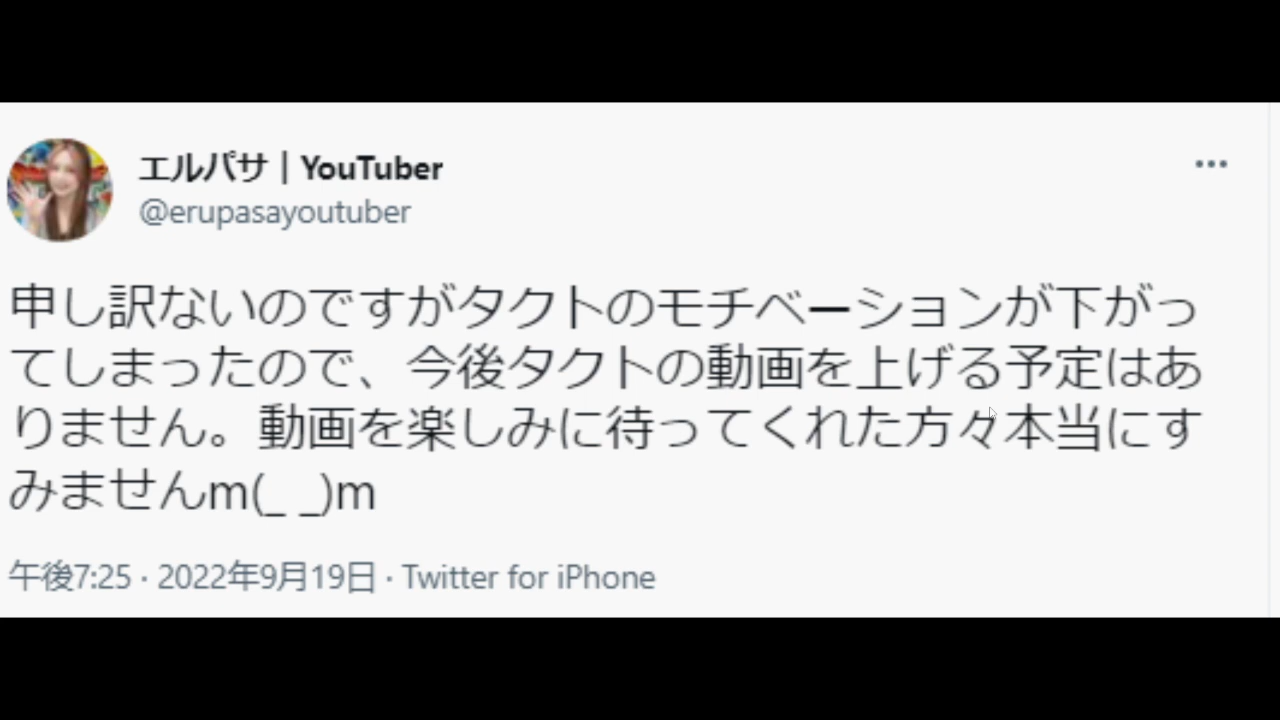 エルパサ | YouTuber
@erupasayoutuber
申し訳ないのですがタクトのモチベーションが下がっ
てしまったので、今後タクトの動画を上げる予定はあ
りません。動画を楽しみに待ってくれた方々本当にす
みませんm(_ _)m
午後7:25 · 2022年9月19日 · Twitter for iPhone